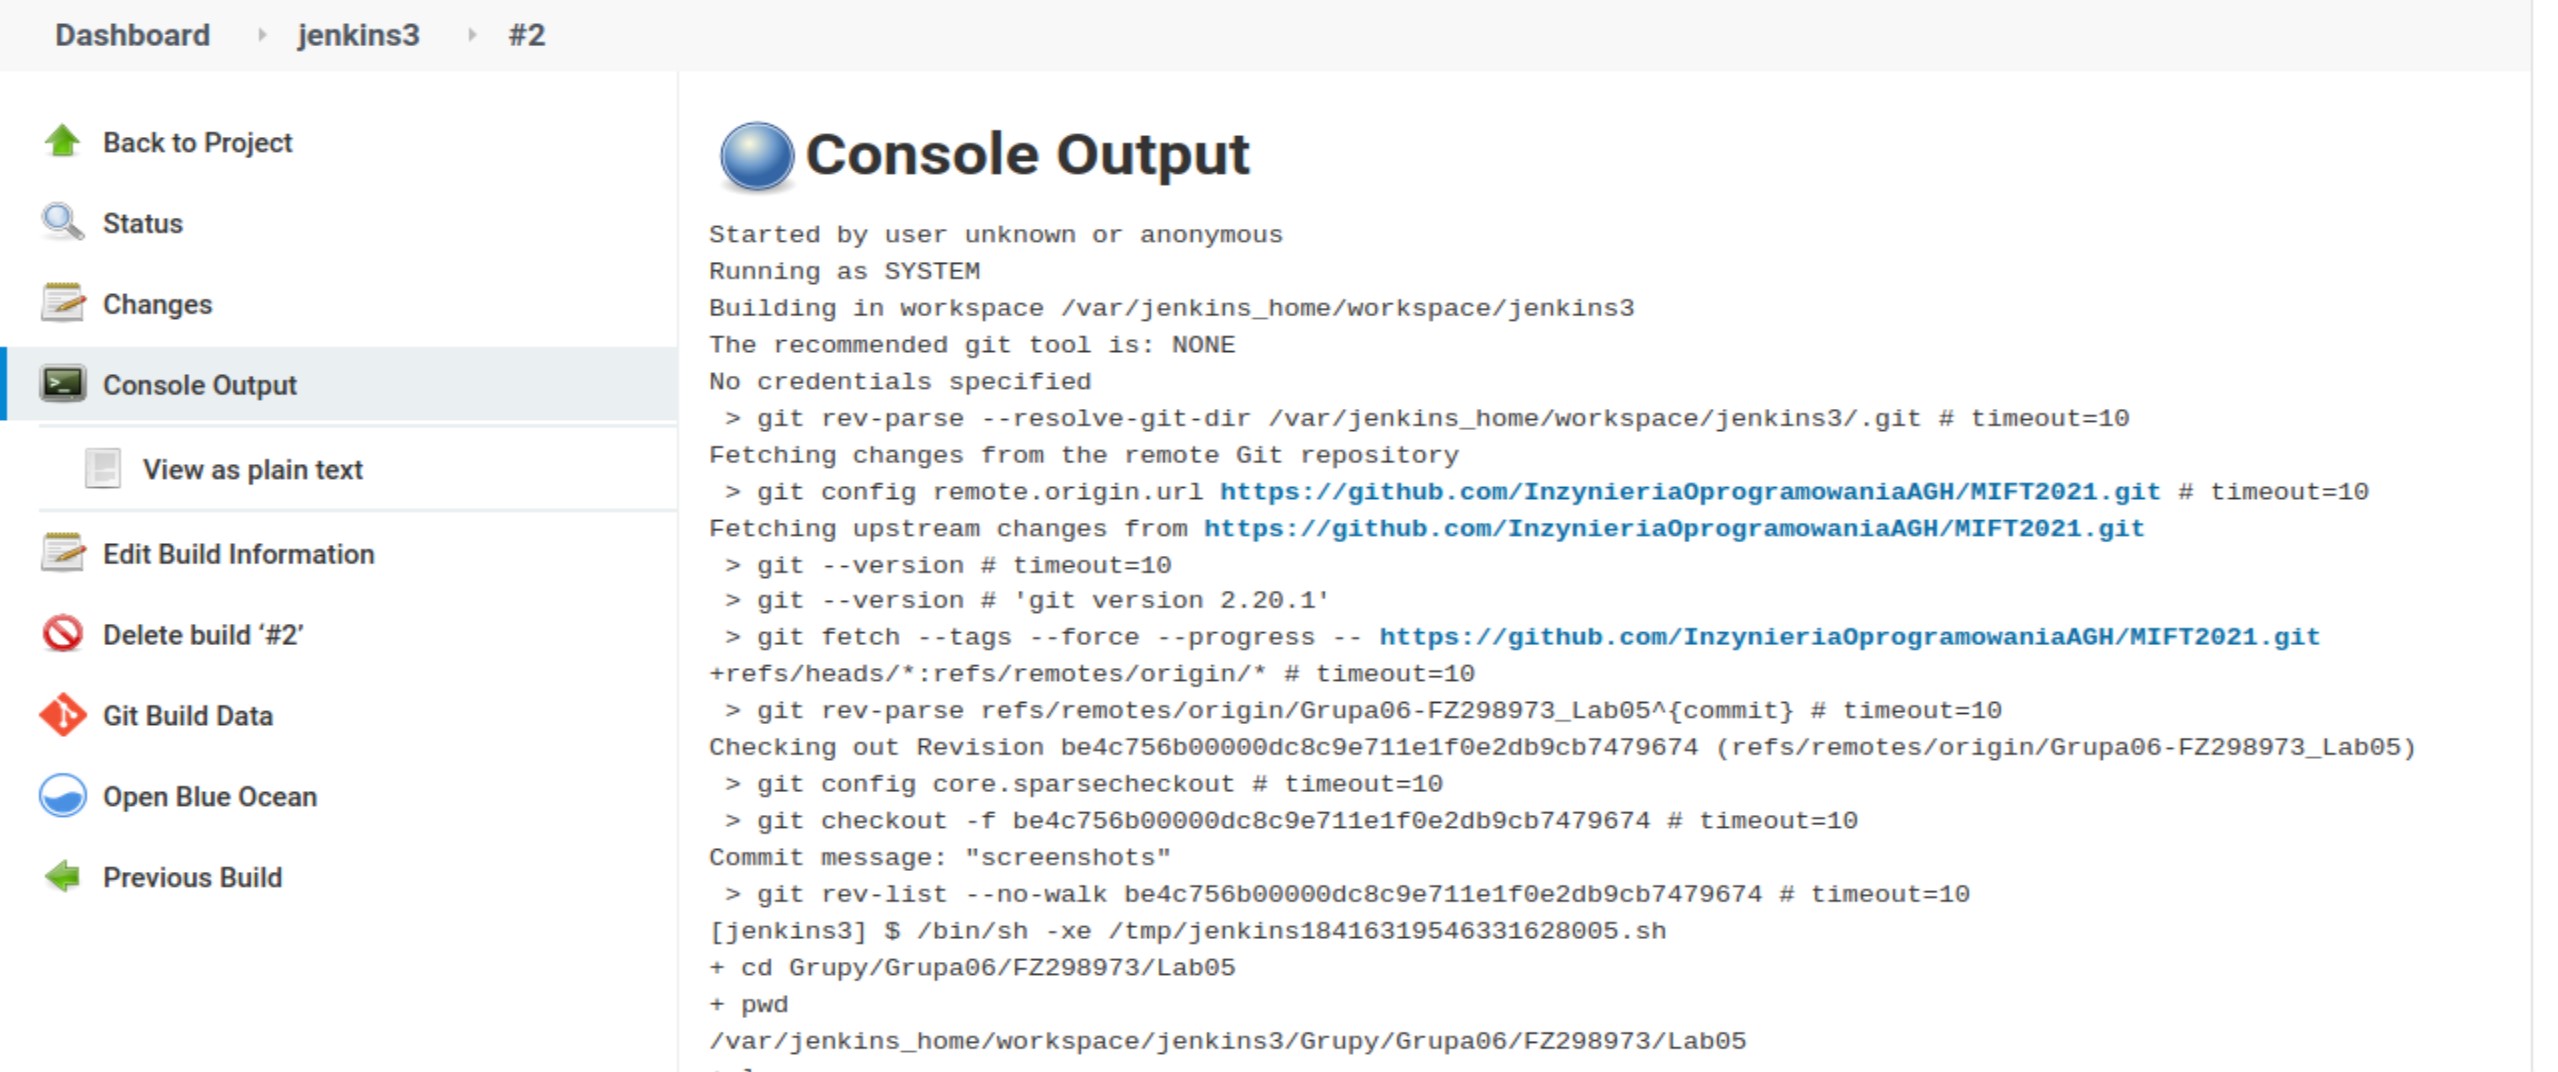 Dashboard jenkins3 #2
Back to Project
Status
Changes
Console Output
View as plain text
Edit Build Information
Delete build ‘#2’
Git Build Data
Open Blue Ocean
Previous Build
Console Output
Started by user unknown or anonymous
Running as SYSTEM
Building in workspace /var/jenkins_home/workspace/jenkins3
The recommended git tool is: NONE
No credentials specified
> git rev-parse --resolve-git-dir /var/jenkins_home/workspace/jenkins3/.git # timeout=10
Fetching changes from the remote Git repository
> git config remote.origin.url https://github.com/InzynieriaOprogramowaniaAGH/MIFT2021.git # timeout=10
Fetching upstream changes from https://github.com/InzynieriaOprogramowaniaAGH/MIFT2021.git
> git --version # timeout=10
> git --version # 'git version 2.20.1'
> git fetch --tags --force --progress -- https://github.com/InzynieriaOprogramowaniaAGH/MIFT2021.git
+refs/heads/*:refs/remotes/origin/* # timeout=10
> git rev-parse refs/remotes/origin/Grupa06-FZ298973_Lab05^{commit} # timeout=10
Checking out Revision be4c756b00000dc8c9e711e1f0e2db9cb7479674 (refs/remotes/origin/Grupa06-FZ298973_Lab05)
> git config core.sparsecheckout # timeout=10
> git checkout -f be4c756b00000dc8c9e711e1f0e2db9cb7479674 # timeout=10
Commit message: "screenshots"
> git rev-list --no-walk be4c756b00000dc8c9e711e1f0e2db9cb7479674 # timeout=10
[jenkins3] $ /bin/sh -xe /tmp/jenkins18416319546331628005.sh
+ cd Grupy/Grupa06/FZ298973/Lab05
+ pwd
/var/jenkins_home/workspace/jenkins3/Grupy/Grupa06/FZ298973/Lab05